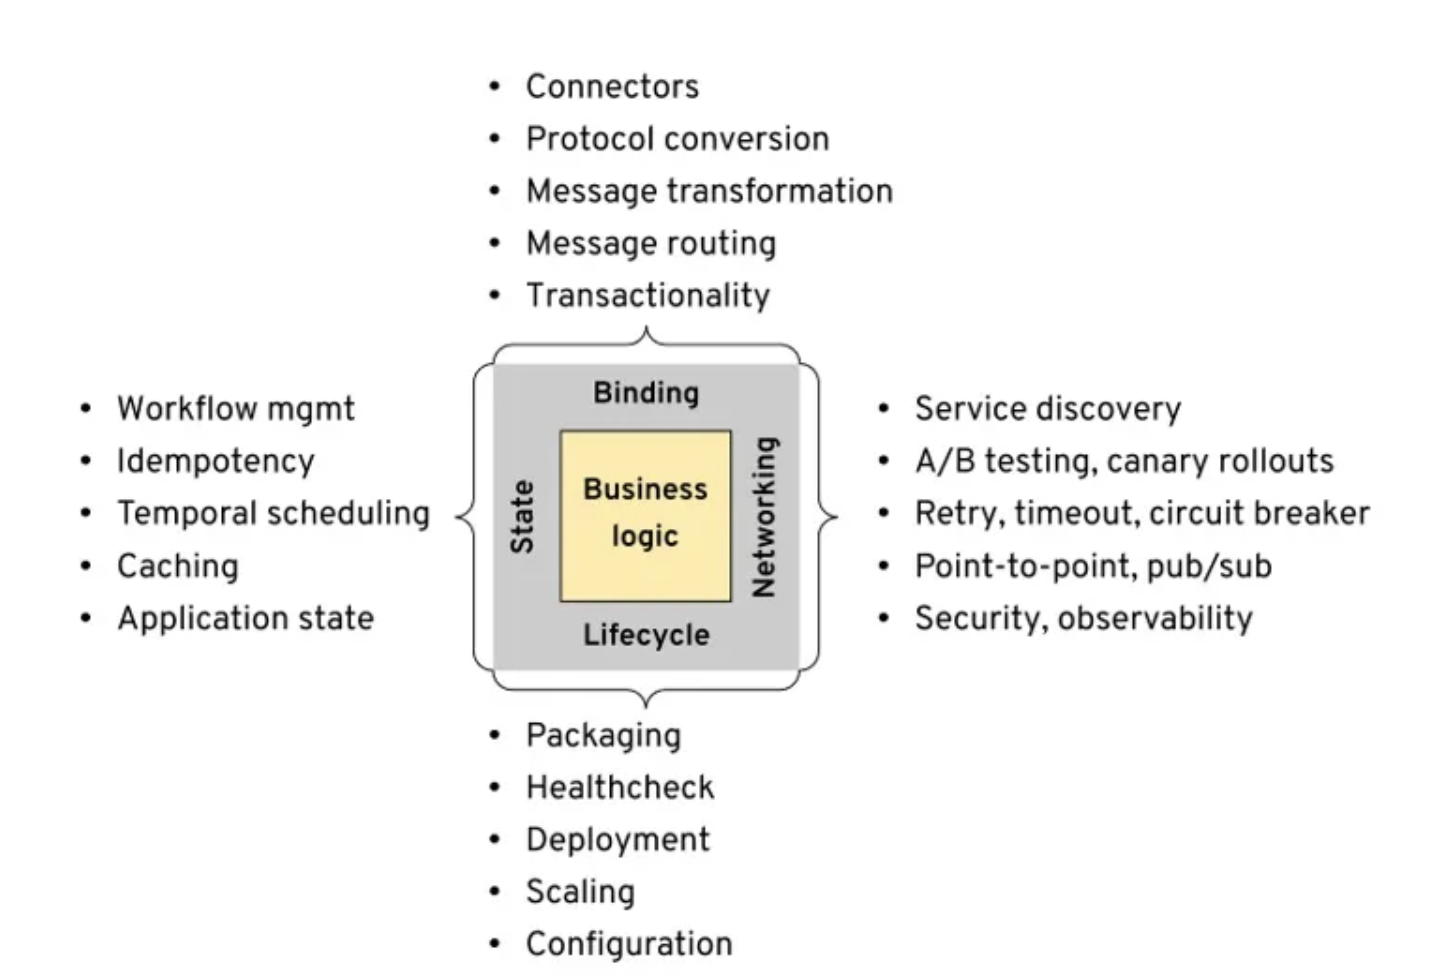 • Connectors
• Protocol conversion
• Message transformation
• Message routing
• Transactionality
• Workflow mgmt
• Idempotency
• Temporal scheduling
• Caching
• Application state
Binding
State
Business
logic
Networking
Lifecycle
• Service discovery
• A/B testing, canary rollouts
• Retry, timeout, circuit breaker
• Point-to-point, pub/sub
• Security, observability
• Packaging
• Healthcheck
• Deployment
• Scaling
• Configuration